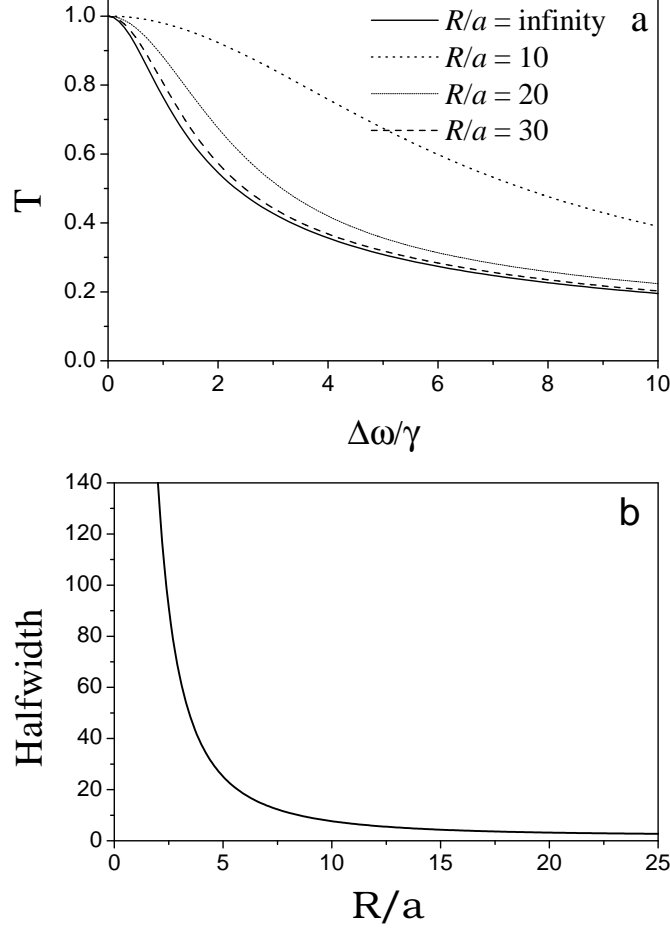 a
R/a = infinity
R/a = 10
R/a = 20
R/a = 30
1.0
0.8
0.6
0.4
0.2
0.0
T
0 2 4 6 8 10
Δω/γ
b
140
120
100
80
60
40
20
0
Halfwidth
0 5 10 15 20 25
R/a